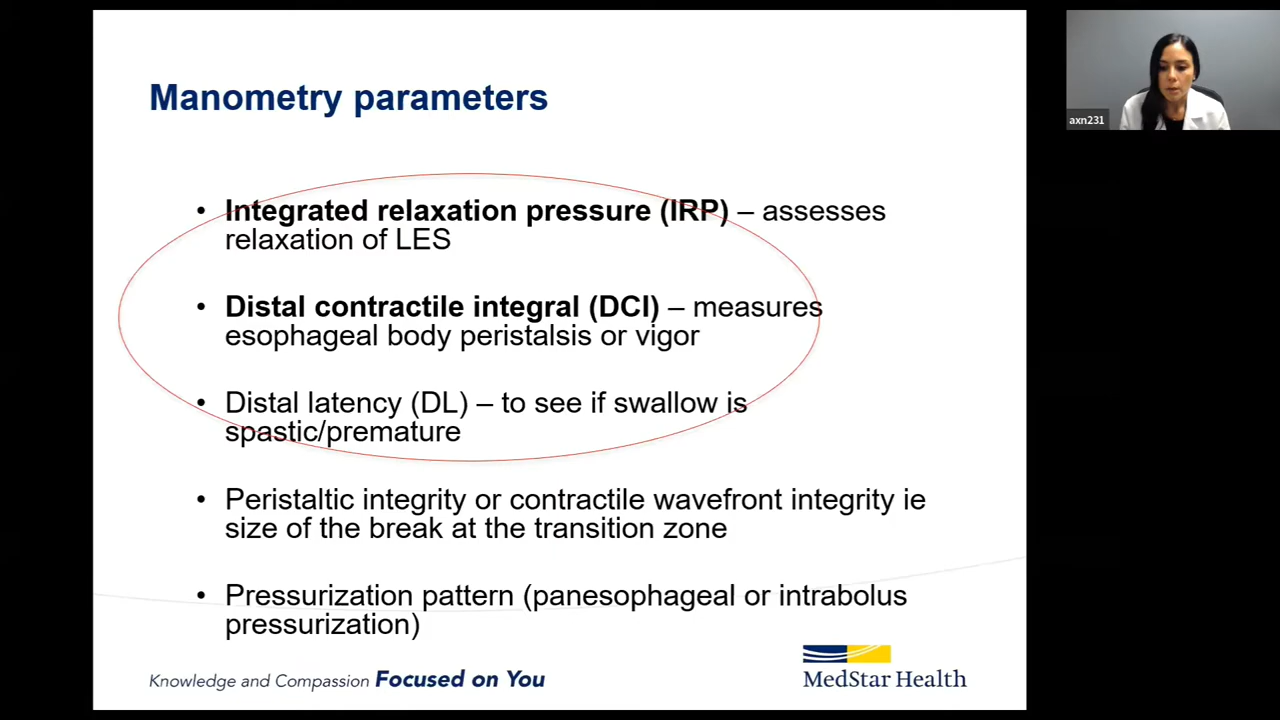 Manometry parameters
• Integrated relaxation pressure (IRP) – assesses
relaxation of LES
• Distal contractile integral (DCI) – measures
esophageal body peristalsis or vigor
• Distal latency (DL) – to see if swallow is
spastic/premature
• Peristaltic integrity or contractile wavefront integrity ie
size of the break at the transition zone
• Pressurization pattern (panesophageal or intrabolus
pressurization)
Knowledge and Compassion Focused on You
MedStar Health
axn231